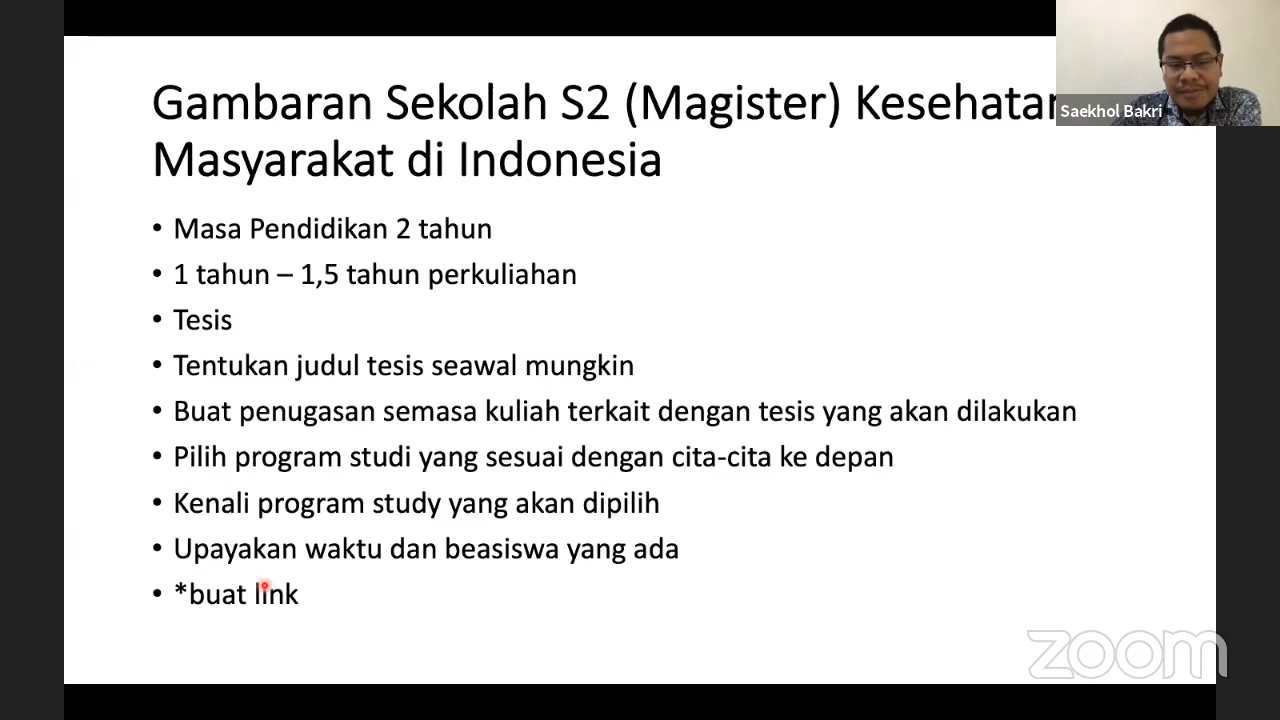 Gambaran Sekolah S2 (Magister) Kesehatan
Masyarakat di Indonesia
Saekhol Bakri
• Masa Pendidikan 2 tahun
• 1 tahun – 1,5 tahun perkuliahan
• Tesis
• Tentukan judul tesis seawal mungkin
• Buat penugasan semasa kuliah terkait dengan tesis yang akan dilakukan
• Pilih program studi yang sesuai dengan cita-cita ke depan
• Kenali program study yang akan dipilih
• Upayakan waktu dan beasiswa yang ada
• *buat link
zoom